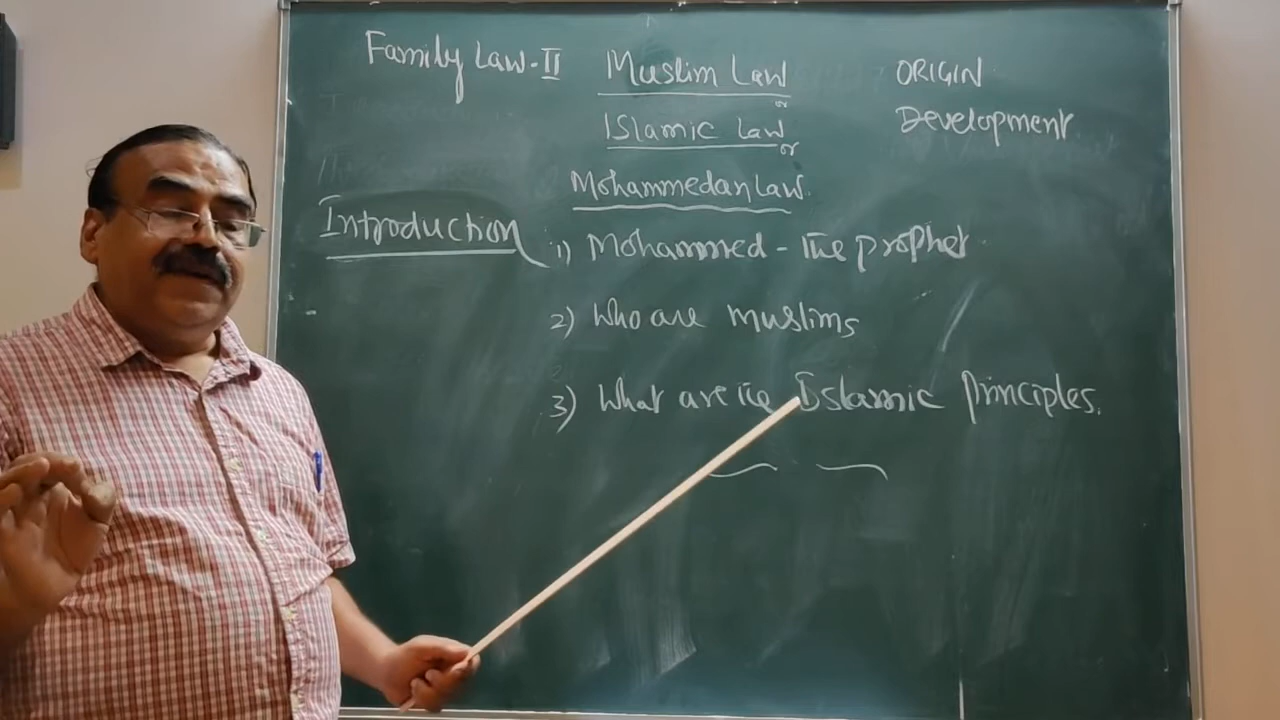 Family Law-II
Muslim Law
or
Islamic Law
or
Mohammedan Law
ORIGIN
Development
Introduction
1) Mohammed - The prophet
2) Who are muslims
3) What are the Islamic Principles.